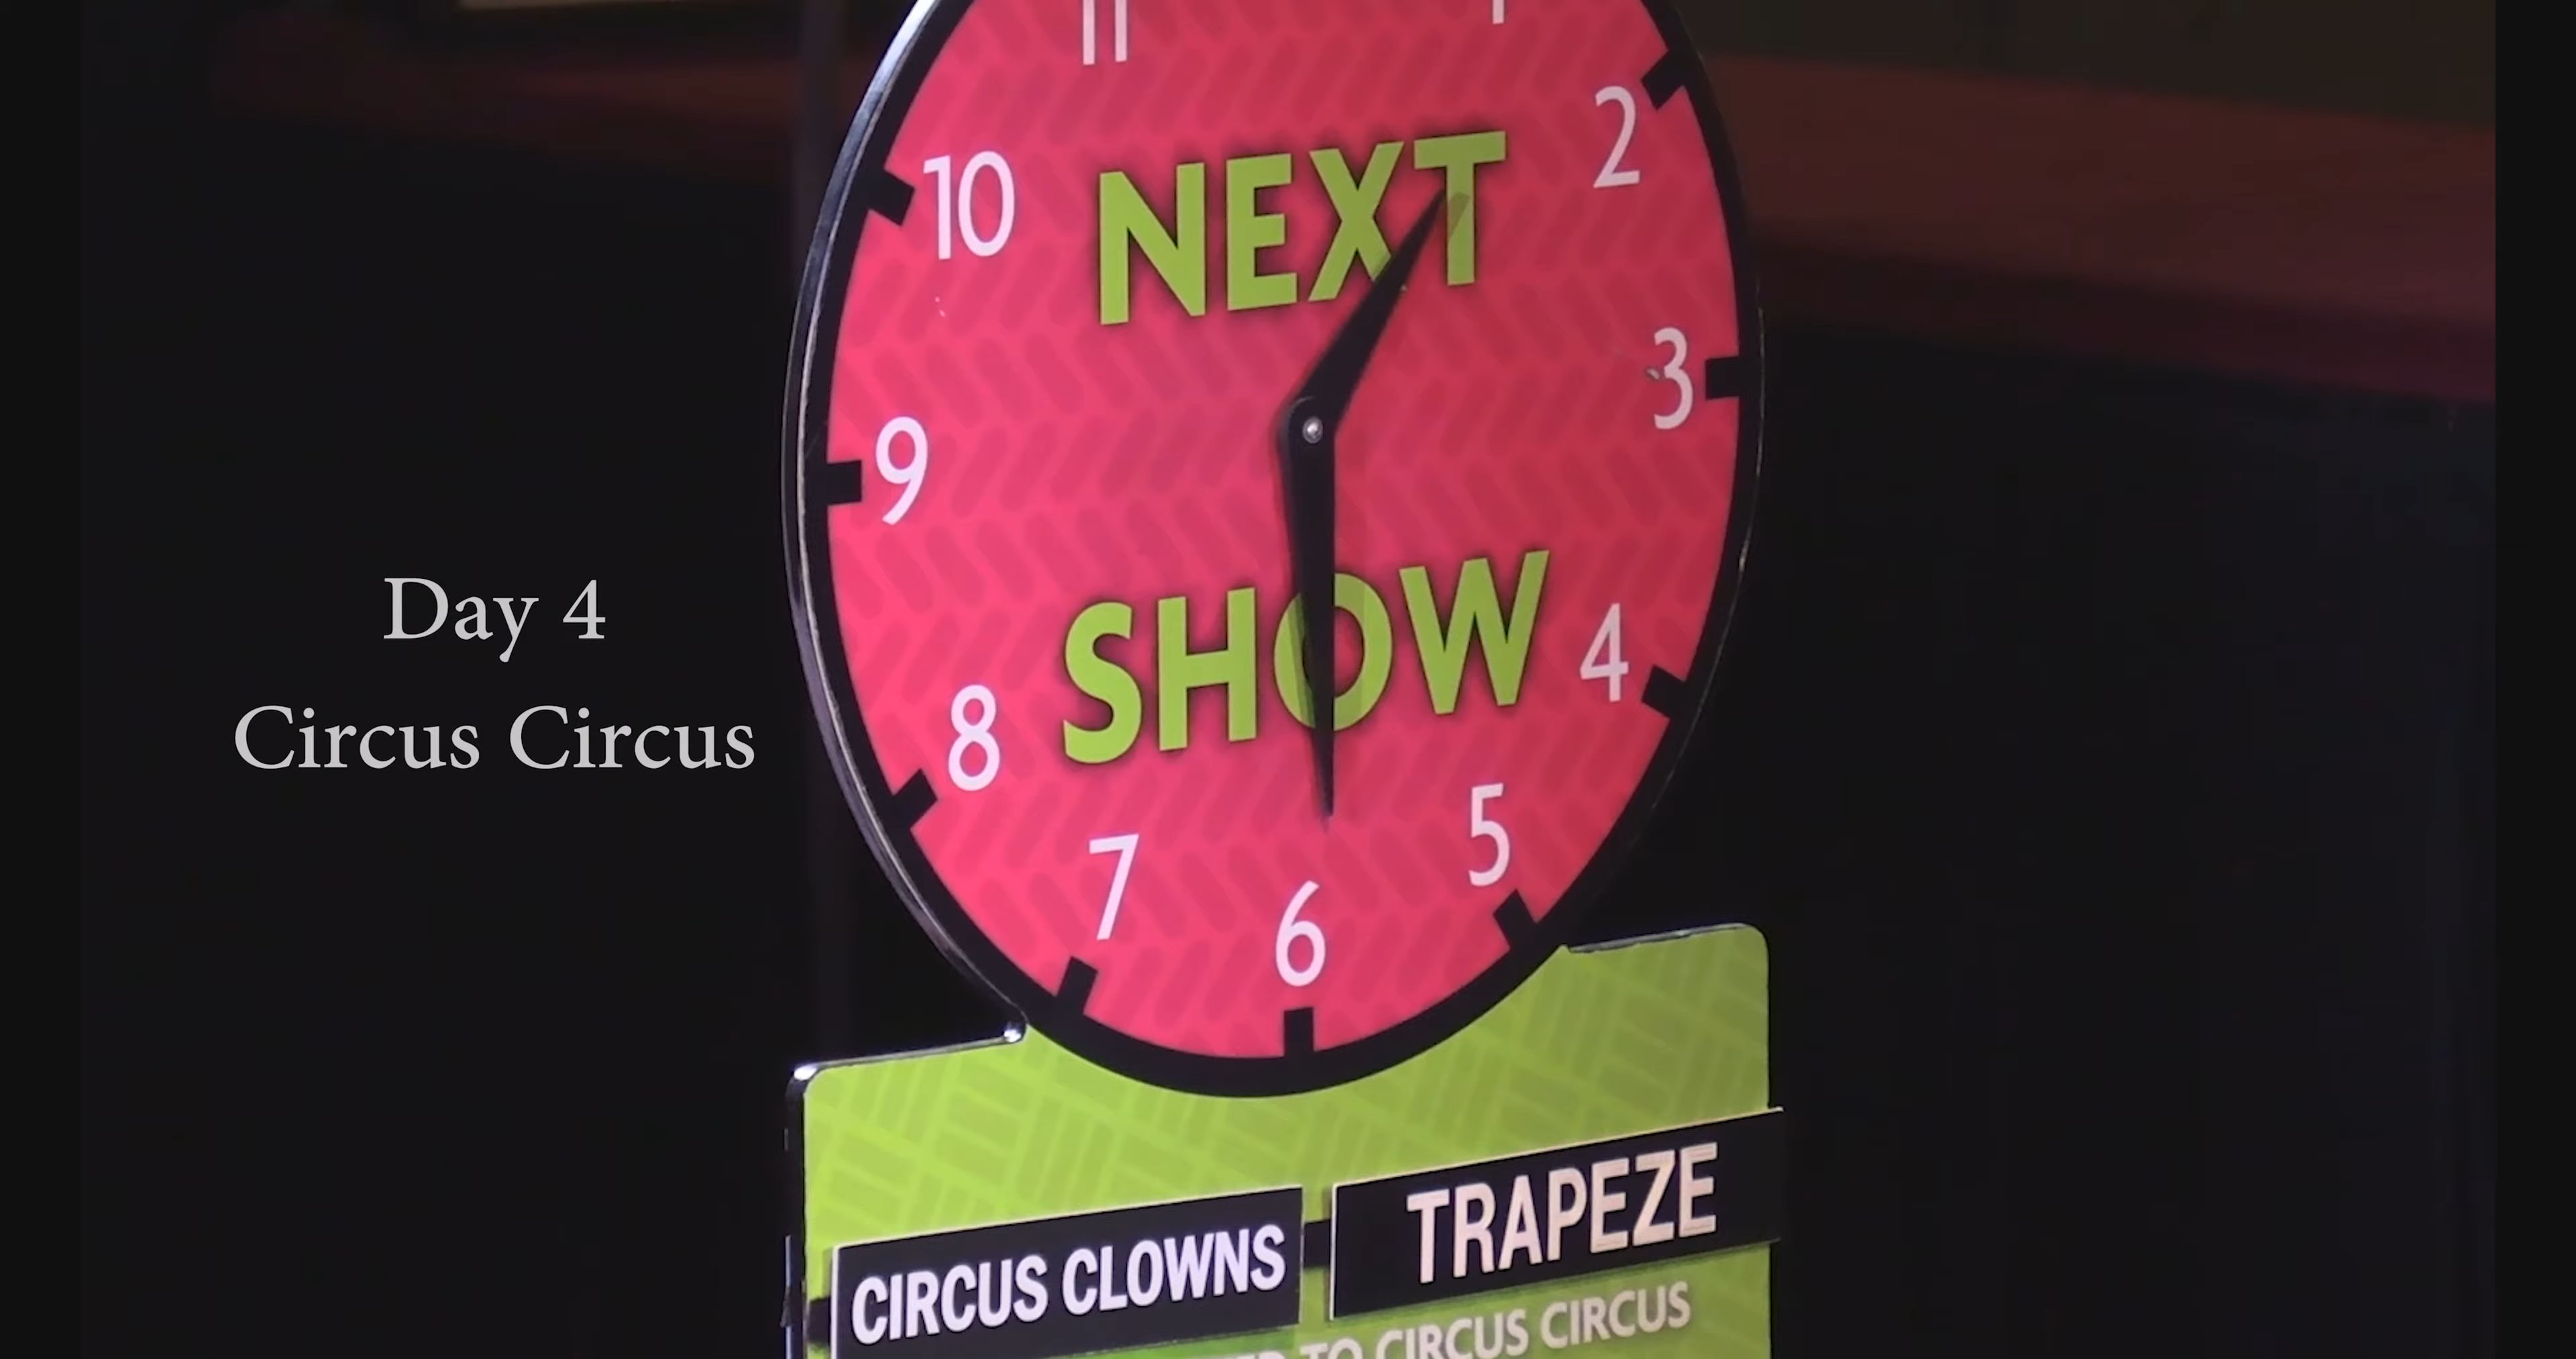 11
1
2
10
NEXT
3
9
Day 4
Circus Circus
SHOW
4
8
5
7
6
CIRCUS CLOWNS
TRAPEZE
TO CIRCUS CIRCUS